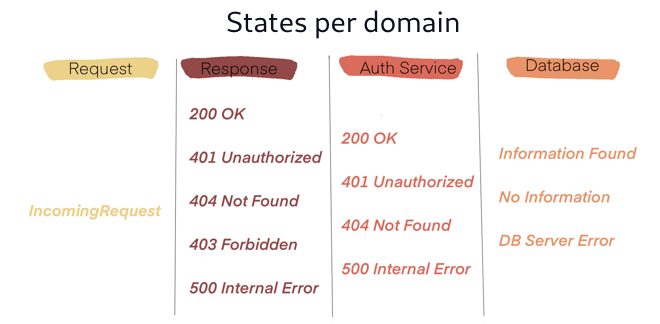 States per domain
Request
Response
Auth Service
Database
IncomingRequest
200 OK
401 Unauthorized
404 Not Found
403 Forbidden
500 Internal Error
200 OK
401 Unauthorized
404 Not Found
500 Internal Error
Information Found
No Information
DB Server Error